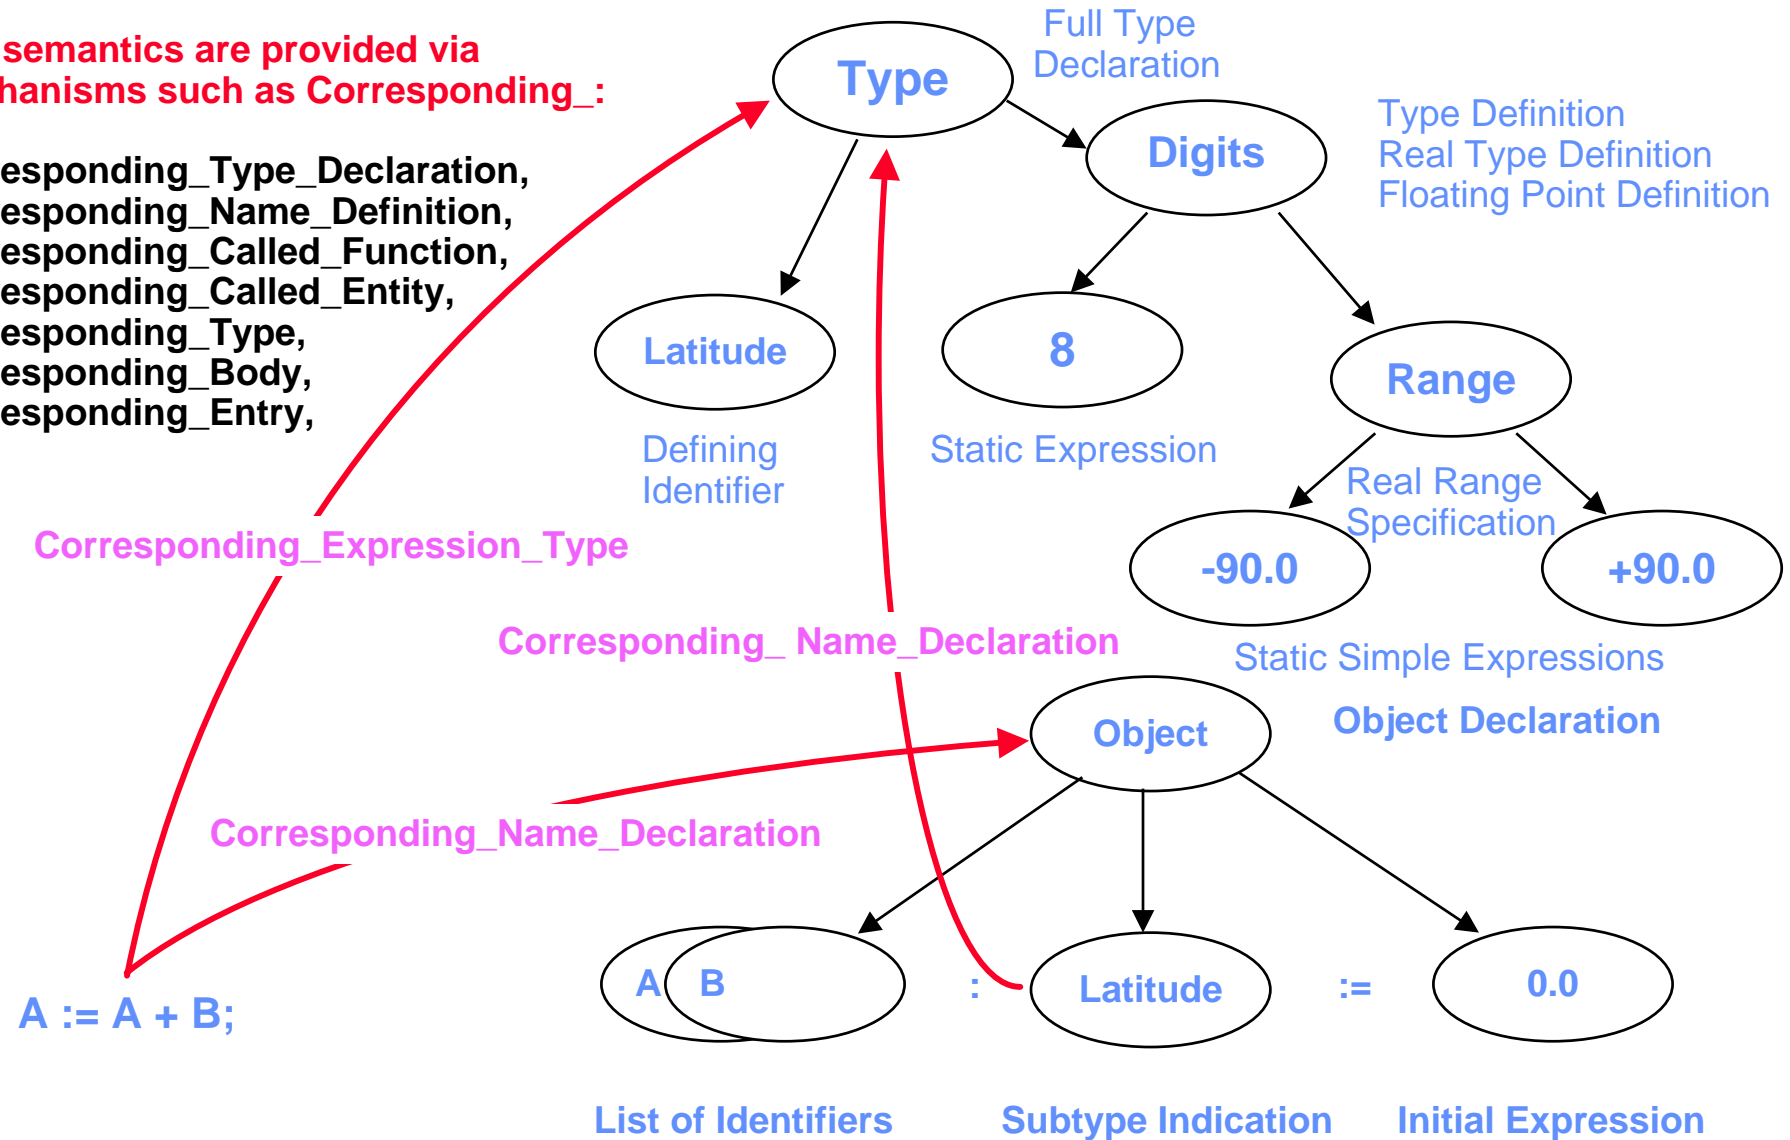 semantics are provided via
hanisms such as Corresponding_:
esponding_Type_Declaration,
esponding_Name_Definition,
esponding_Called_Function,
esponding_Called_Entity,
esponding_Type,
esponding_Body,
esponding_Entry,
Full Type
Declaration
Type
Digits
Type Definition
Real Type Definition
Floating Point Definition
Latitude
8
Range
Defining
Identifier
Static Expression
Real Range
Specification
-90.0
+90.0
Static Simple Expressions
Corresponding_Expression_Type
Corresponding_ Name_Declaration
Object
Object Declaration
Corresponding_Name_Declaration
A := A + B;
A B : Latitude := 0.0
List of Identifiers Subtype Indication Initial Expression